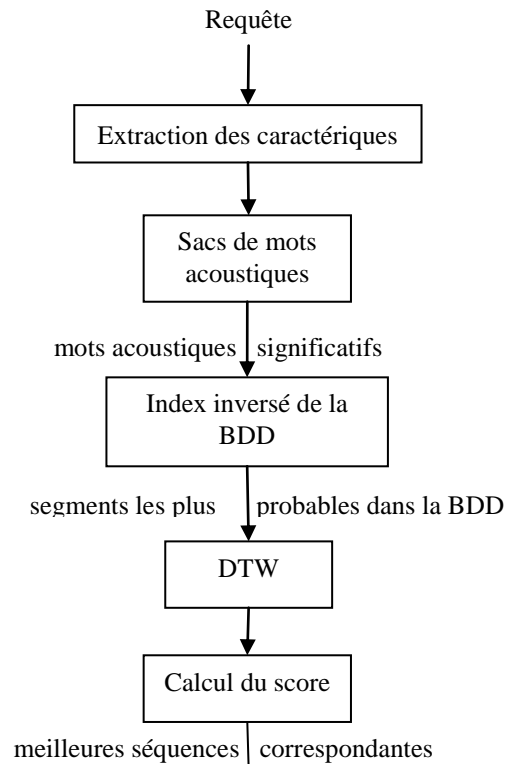 Requête
Extraction des caractériques
Sacs de mots
acoustiques
mots acoustiques significatifs
Index inversé de la
BDD
segments les plus probables dans la BDD
DTW
Calcul du score
meilleures séquences correspondantes